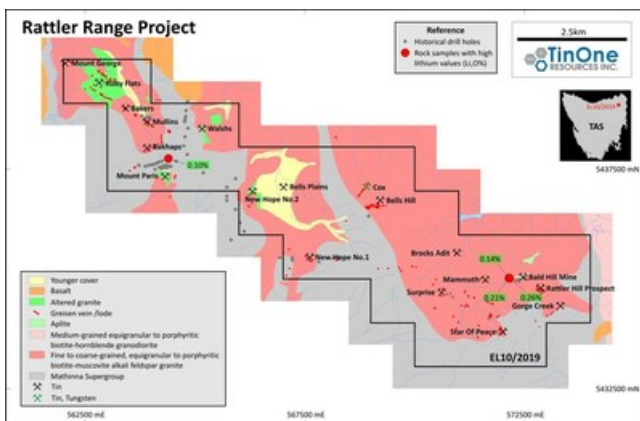 Rattler Range Project
Reference
Historical drill holes
Rock samples with high
lithium values (Li₂O%)
2.5km
TinOne
RESOURCES INC.
EL10/2019
TAS
Mount George
Ruby Flats
Bakers
Mullins
Walshs
Bakhaps
0.10%
Mount Paris
New Hope No.2
Bells Plains
Cox
Bells Hill
5437500 mN
New Hope No.1
Brocks Adit
0.14%
Mammoth
Bald Hill Mine
Rattler Hill Prospect
Surprise
0.21%
0.26%
Gorge Creek
Star Of Peace
EL10/2019
Younger cover
Basalt
Altered granite
Greisen vein /lode
Aplite
Medium-grained equigranular to porphyritic
biotite-hornblende granodiorite
Fine to coarse-grained, equigranular to porphyritic
biotite-muscovite alkali feldspar granite
Mathinna Supergroup
Tin
Tin, Tungsten
5432500 mN
562500 mE
567500 mE
572500 mE